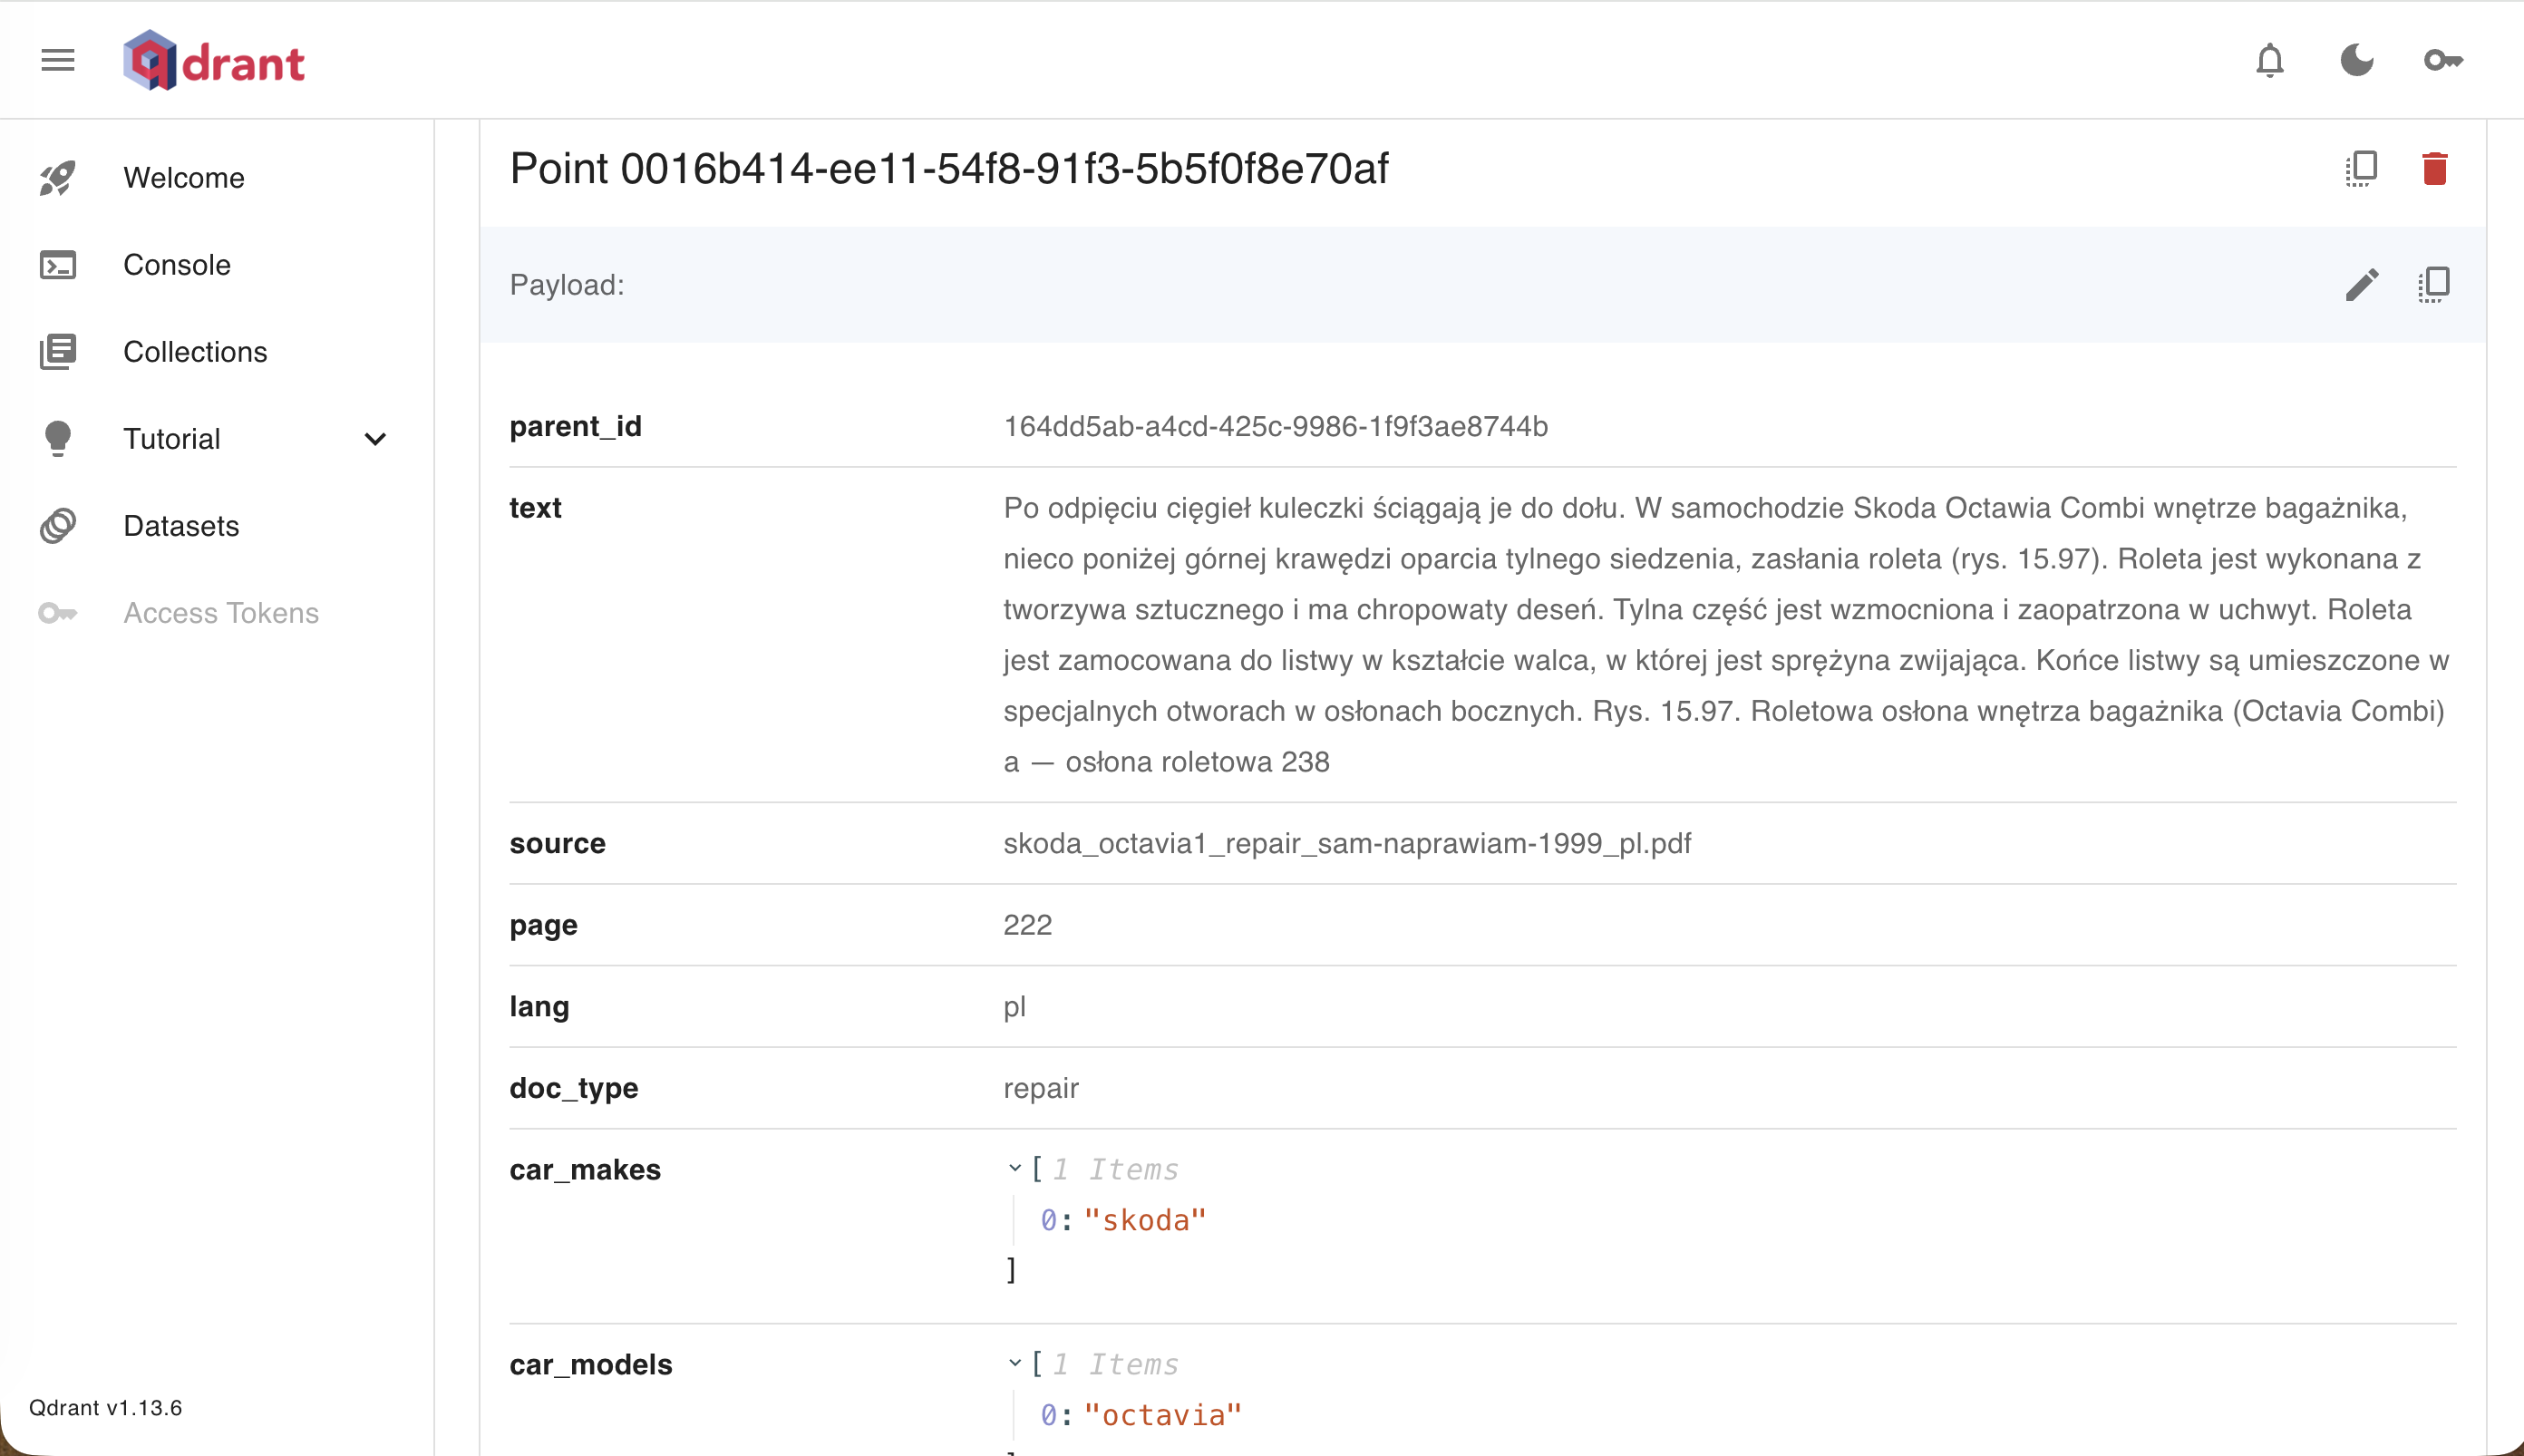 qdrant
Welcome
Console
Collections
Tutorial
Datasets
Access Tokens
Qdrant v1.13.6
Point 0016b414-ee11-54f8-91f3-5b5f0f8e70af
Payload:
parent_id 164dd5ab-a4cd-425c-9986-1f9f3ae8744b
text Po odpięciu cięgieł kuleczki ściągają je do dołu. W samochodzie Skoda Octawia Combi wnętrze bagażnika,
nieco poniżej górnej krawędzi oparcia tylnego siedzenia, zasłania roleta (rys. 15.97). Roleta jest wykonana z
tworzywa sztucznego i ma chropowaty deseń. Tylna część jest wzmocniona i zaopatrzona w uchwyt. Roleta
jest zamocowana do listwy w kształcie walca, w której jest sprężyna zwijająca. Końce listwy są umieszczone w
specjalnych otworach w osłonach bocznych. Rys. 15.97. Roletowa osłona wnętrza bagażnika (Octavia Combi)
a — osłona roletowa 238
source skoda_octavia1_repair_sam-naprawiam-1999_pl.pdf
page 222
lang pl
doc_type repair
car_makes [ 1 Items
0: "skoda"
]
car_models [ 1 Items
0: "octavia"